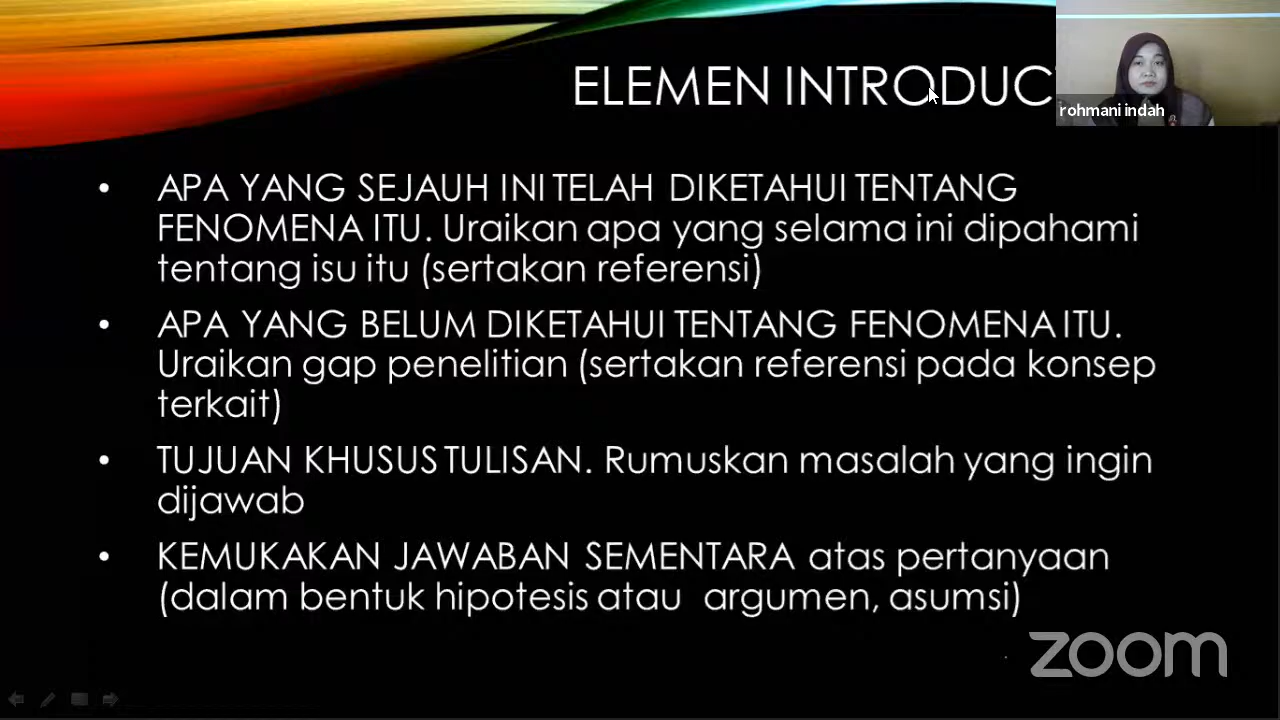 ELEMEN INTRODUC
rohmani indah
• APA YANG SEJAUH INI TELAH DIKETAHUI TENTANG
FENOMENA ITU. Uraikan apa yang selama ini dipahami
tentang isu itu (sertakan referensi)
• APA YANG BELUM DIKETAHUI TENTANG FENOMENA ITU.
Uraikan gap penelitian (sertakan referensi pada konsep
terkait)
• TUJUAN KHUSUS TULISAN. Rumuskan masalah yang ingin
dijawab
• KEMUKAKAN JAWABAN SEMENTARA atas pertanyaan
(dalam bentuk hipotesis atau argumen, asumsi)
zoom